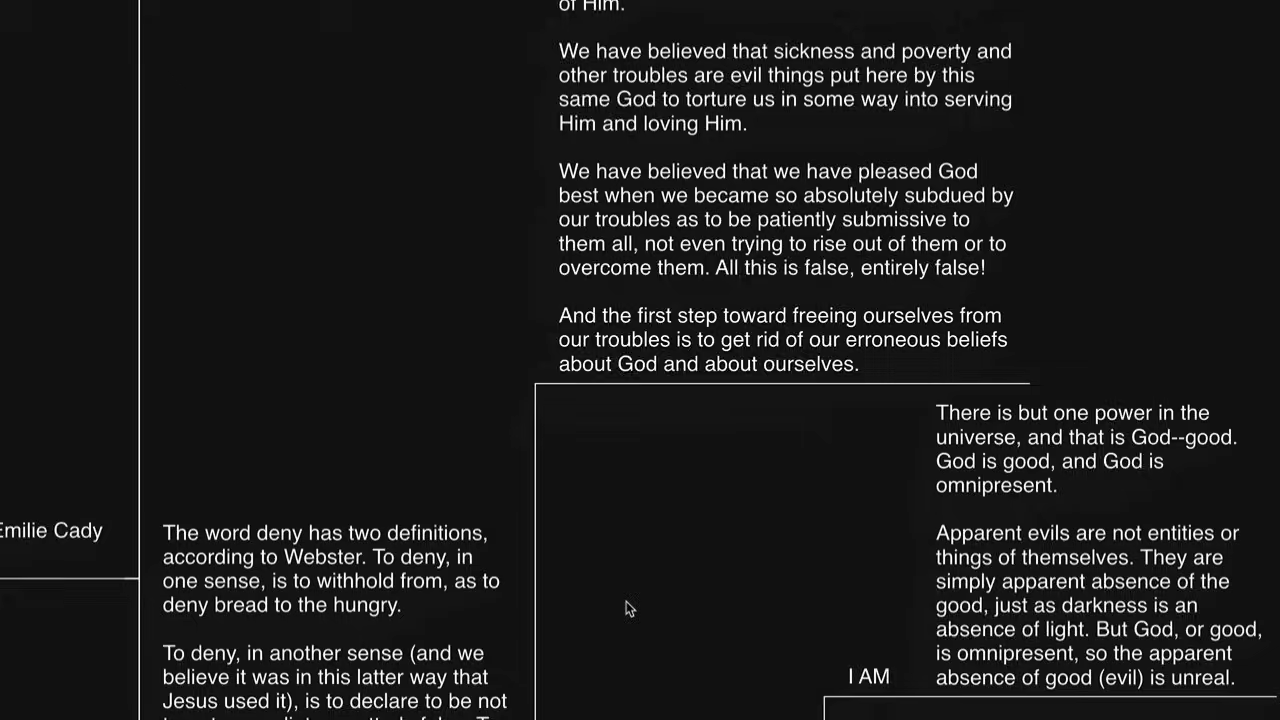 of Him.
We have believed that sickness and poverty and
other troubles are evil things put here by this
same God to torture us in some way into serving
Him and loving Him.
We have believed that we have pleased God
best when we became so absolutely subdued by
our troubles as to be patiently submissive to
them all, not even trying to rise out of them or to
overcome them. All this is false, entirely false!
And the first step toward freeing ourselves from
our troubles is to get rid of our erroneous beliefs
about God and about ourselves.
Emilie Cady
The word deny has two definitions,
according to Webster. To deny, in
one sense, is to withhold from, as to
deny bread to the hungry.
To deny, in another sense (and we
believe it was in this latter way that
Jesus used it), is to declare to be not
I AM
There is but one power in the
universe, and that is God--good.
God is good, and God is
omnipresent.
Apparent evils are not entities or
things of themselves. They are
simply apparent absence of the
good, just as darkness is an
absence of light. But God, or good,
is omnipresent, so the apparent
absence of good (evil) is unreal.